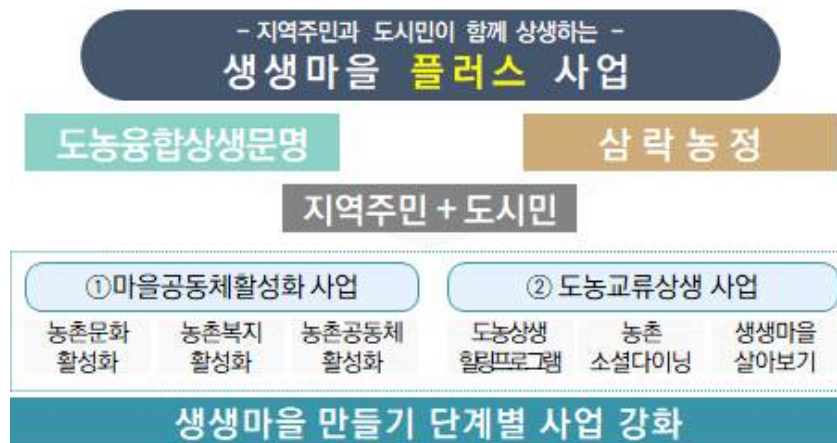 - 지역주민과 도시민이 함께 상생하는 -
생생마을 플러스 사업
도농융합상생문명
삼락농정
지역주민 + 도시민
①마을공동체활성화 사업
② 도농교류상생 사업
농촌문화 농촌복지 농촌공동체 도농상생 농촌 생생마을
활성화 활성화 활성화 힐링프로그램 소셜다이닝 살아보기
생생마을 만들기 단계별 사업 강화